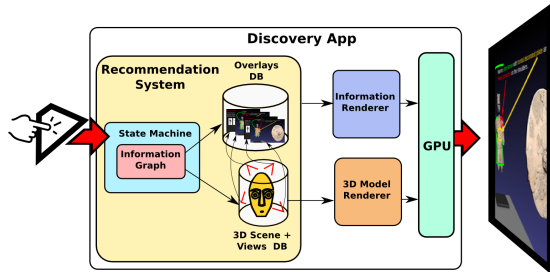 Discovery App
Recommendation
System
Overlays
DB
State Machine
Information
Graph
3D Scene +
Views DB
Information
Renderer
3D Model
Renderer
GPU